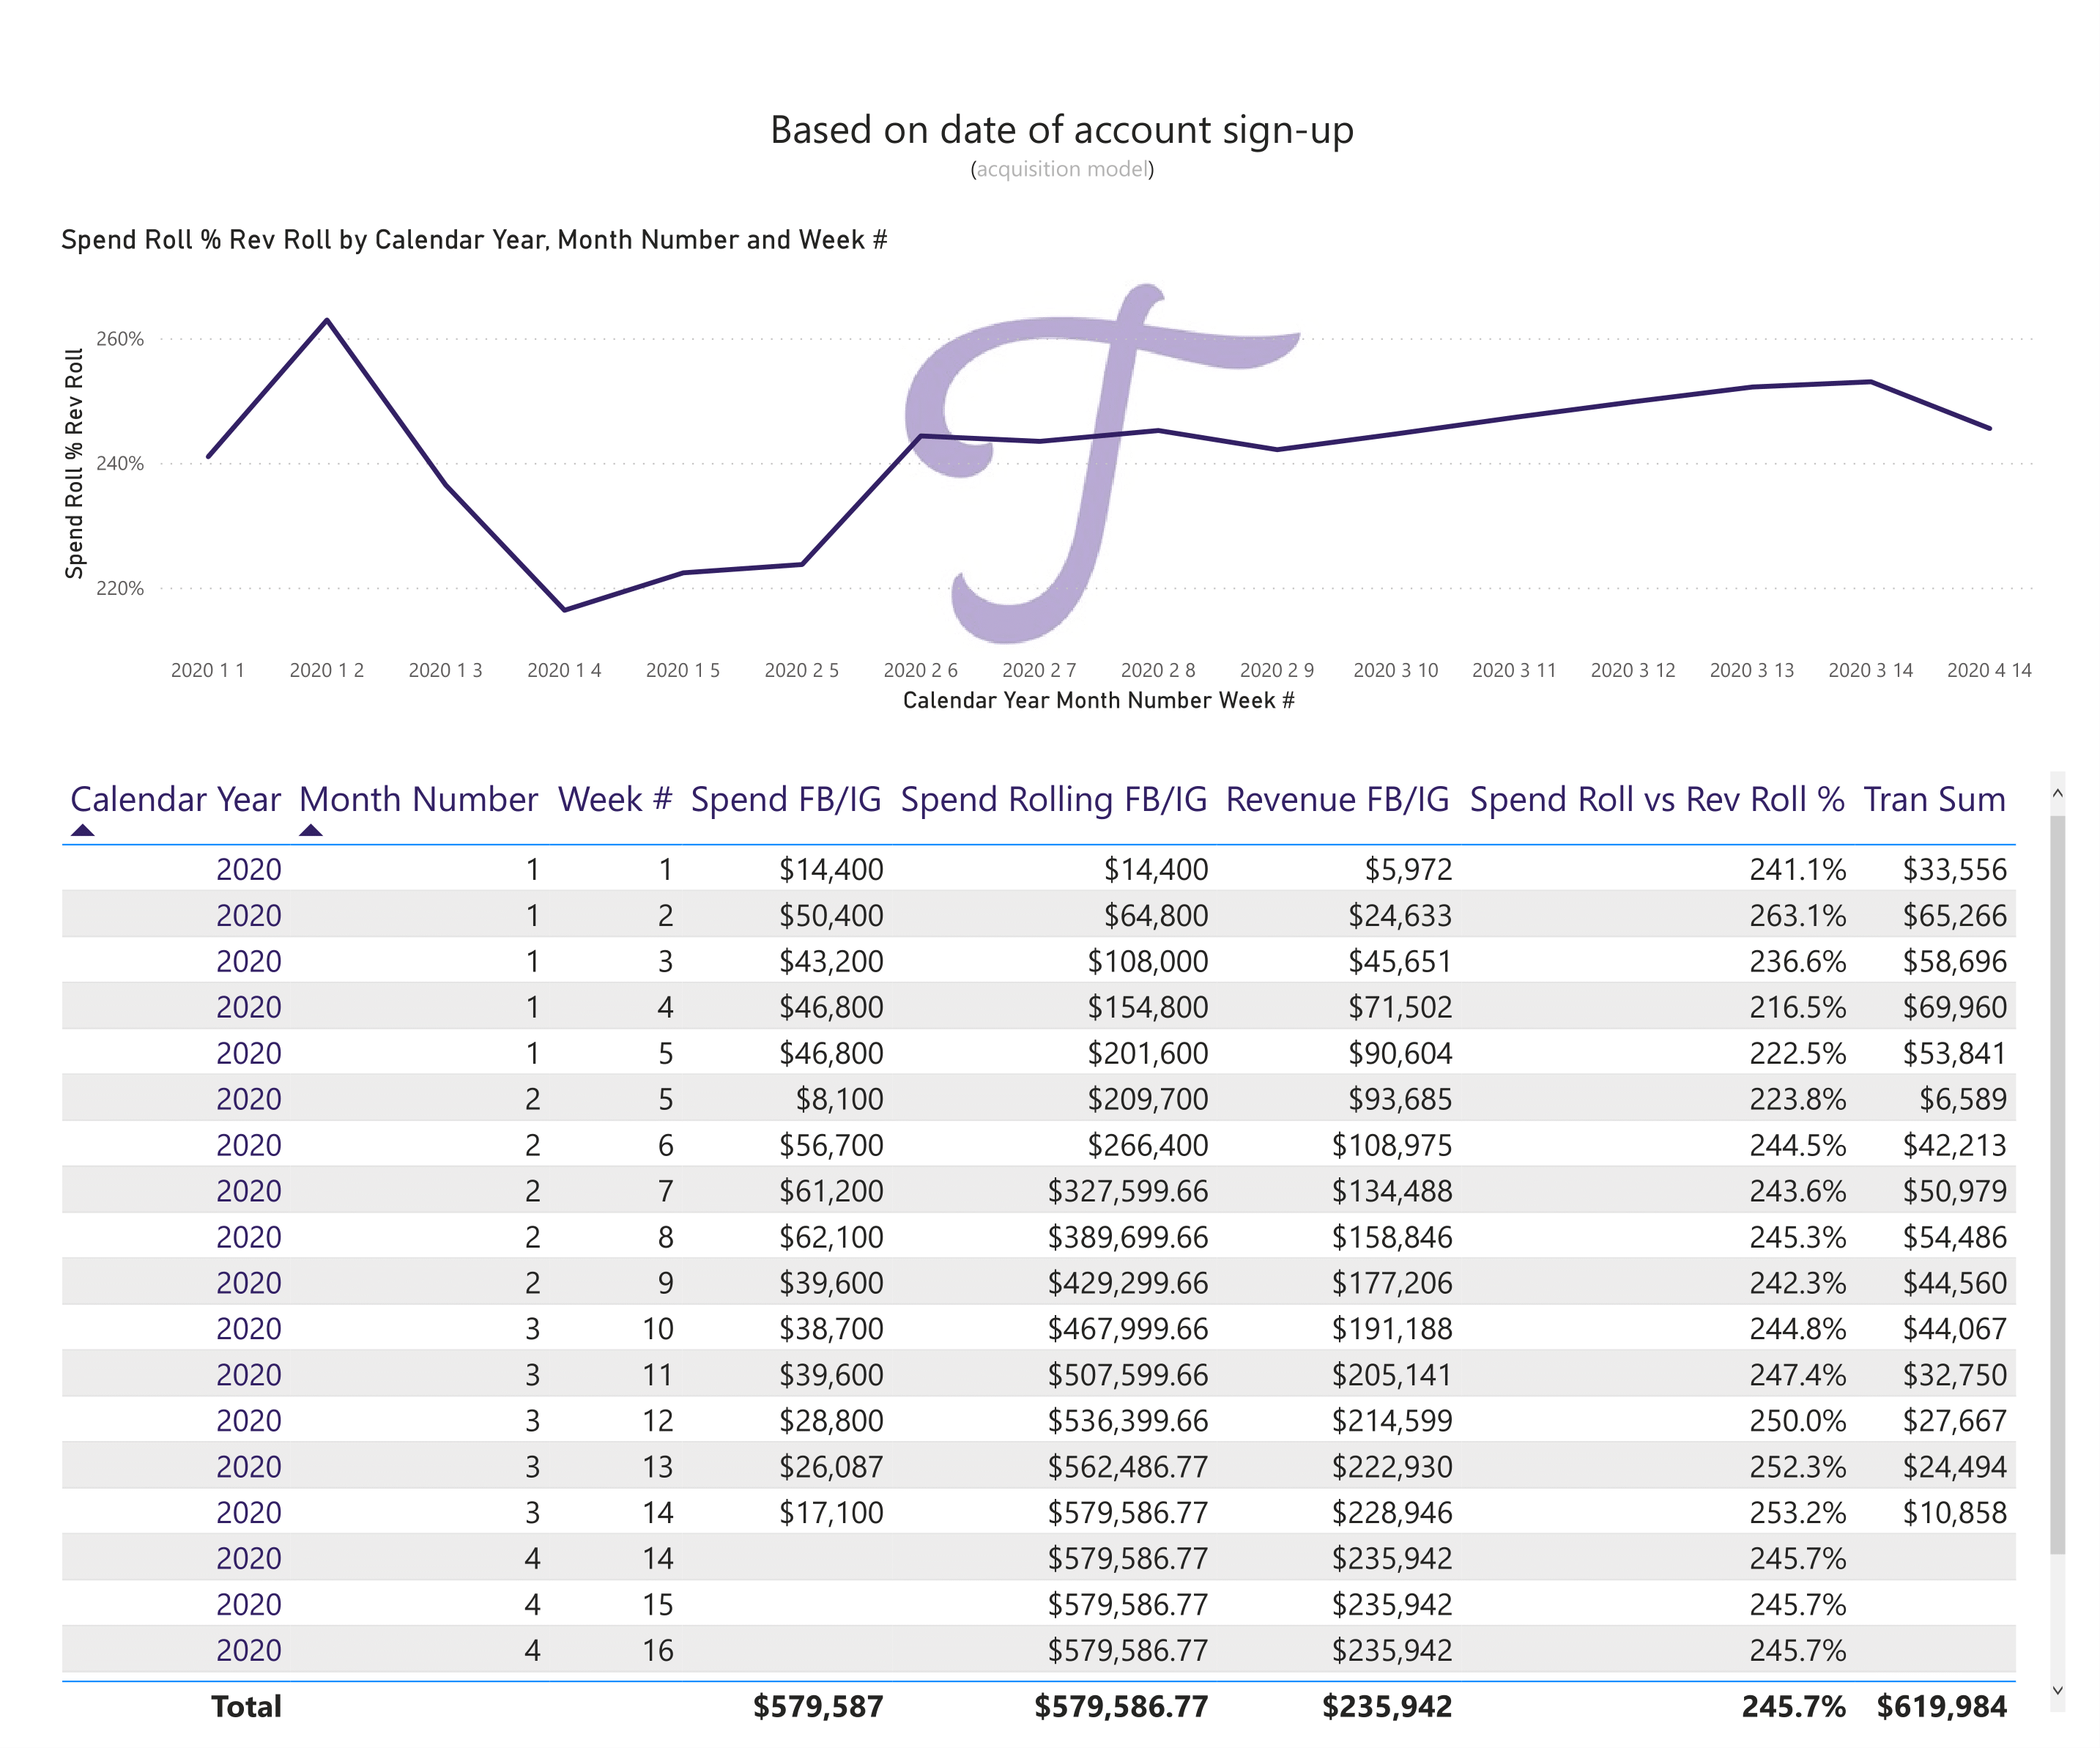 Based on date of account sign-up
(acquisition model)
Spend Roll % Rev Roll by Calendar Year, Month Number and Week #
Spend Roll % Rev Roll
260%
240%
220%
2020 1 1 2020 1 2 2020 1 3 2020 1 4 2020 1 5 2020 2 5 2020 2 6 2020 2 7 2020 2 8 2020 2 9 2020 3 10 2020 3 11 2020 3 12 2020 3 13 2020 3 14 2020 4 14
Calendar Year Month Number Week #
Calendar Year Month Number Week # Spend FB/IG Spend Rolling FB/IG Revenue FB/IG Spend Roll vs Rev Roll % Tran Sum
2020 1 1 $14,400 $14,400 $5,972 241.1% $33,556
2020 1 2 $50,400 $64,800 $24,633 263.1% $65,266
2020 1 3 $43,200 $108,000 $45,651 236.6% $58,696
2020 1 4 $46,800 $154,800 $71,502 216.5% $69,960
2020 1 5 $46,800 $201,600 $90,604 222.5% $53,841
2020 2 5 $8,100 $209,700 $93,685 223.8% $6,589
2020 2 6 $56,700 $266,400 $108,975 244.5% $42,213
2020 2 7 $61,200 $327,599.66 $134,488 243.6% $50,979
2020 2 8 $62,100 $389,699.66 $158,846 245.3% $54,486
2020 2 9 $39,600 $429,299.66 $177,206 242.3% $44,560
2020 3 10 $38,700 $467,999.66 $191,188 244.8% $44,067
2020 3 11 $39,600 $507,599.66 $205,141 247.4% $32,750
2020 3 12 $28,800 $536,399.66 $214,599 250.0% $27,667
2020 3 13 $26,087 $562,486.77 $222,930 252.3% $24,494
2020 3 14 $17,100 $579,586.77 $228,946 253.2% $10,858
2020 4 14 $579,586.77 $235,942 245.7%
2020 4 15 $579,586.77 $235,942 245.7%
2020 4 16 $579,586.77 $235,942 245.7%
Total $579,587 $579,586.77 $235,942 245.7% $619,984